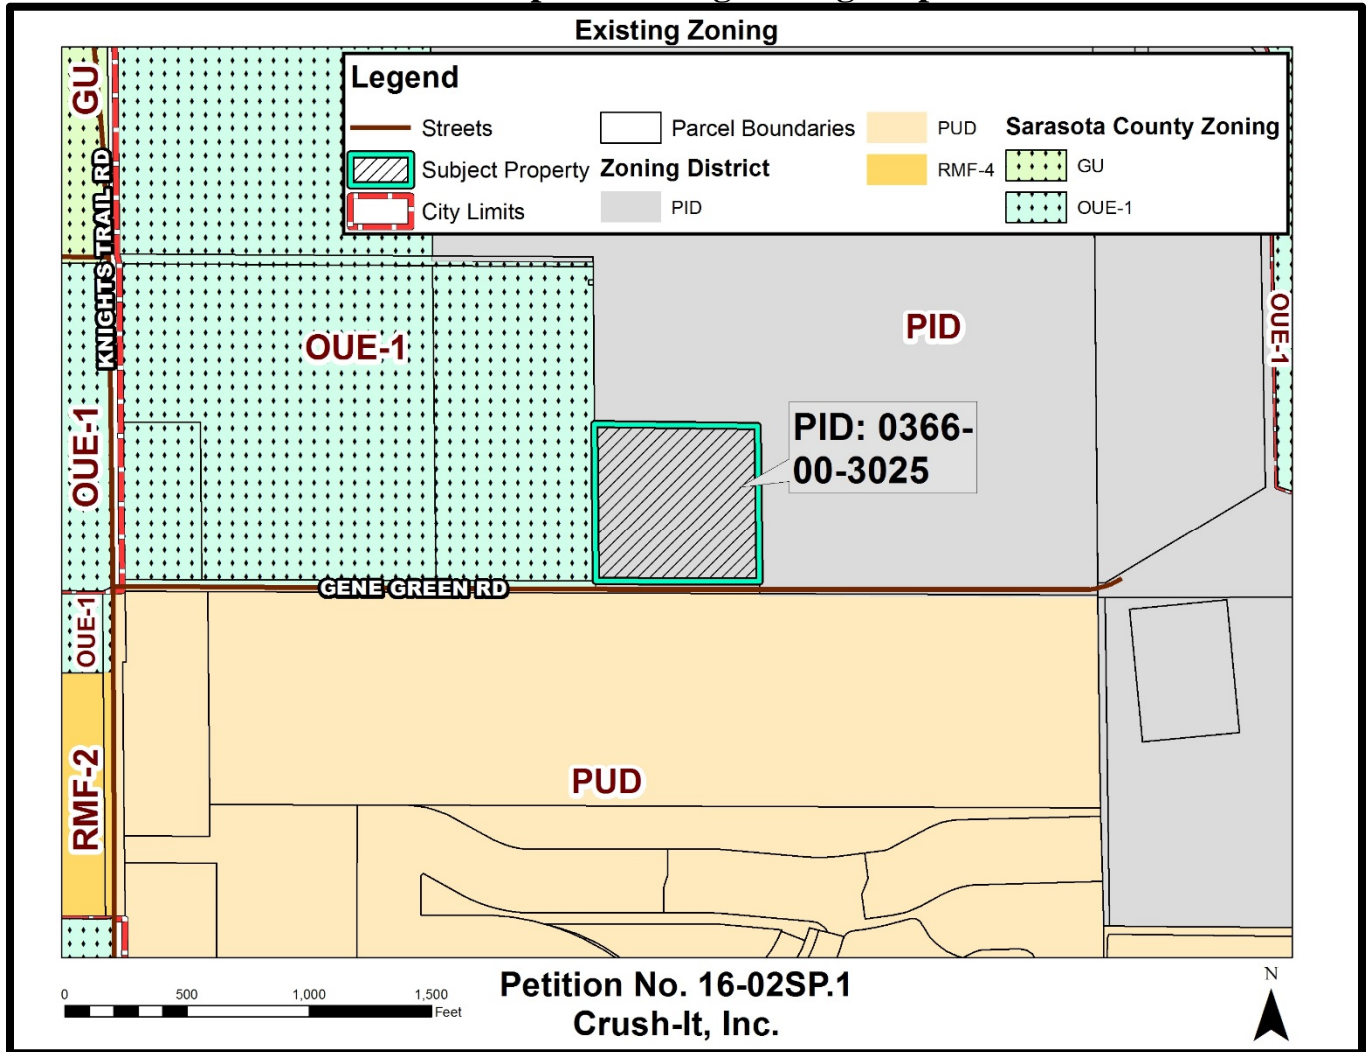 Existing Zoning
Legend
Streets
Subject Property
City Limits
Parcel Boundaries
Zoning District
PID
PUD
RMF-4
Sarasota County Zoning
GU
OUE-1
GU
KNIGHTS TRAIL RD
OUE-1
PID
OUE-1
OUE-1
PID: 0366-
00-3025
GENE GREEN RD
OUE-1
RMF-2
PUD
0 500 1,000 1,500
Feet
Petition No. 16-02SP.1
Crush-It, Inc.
N